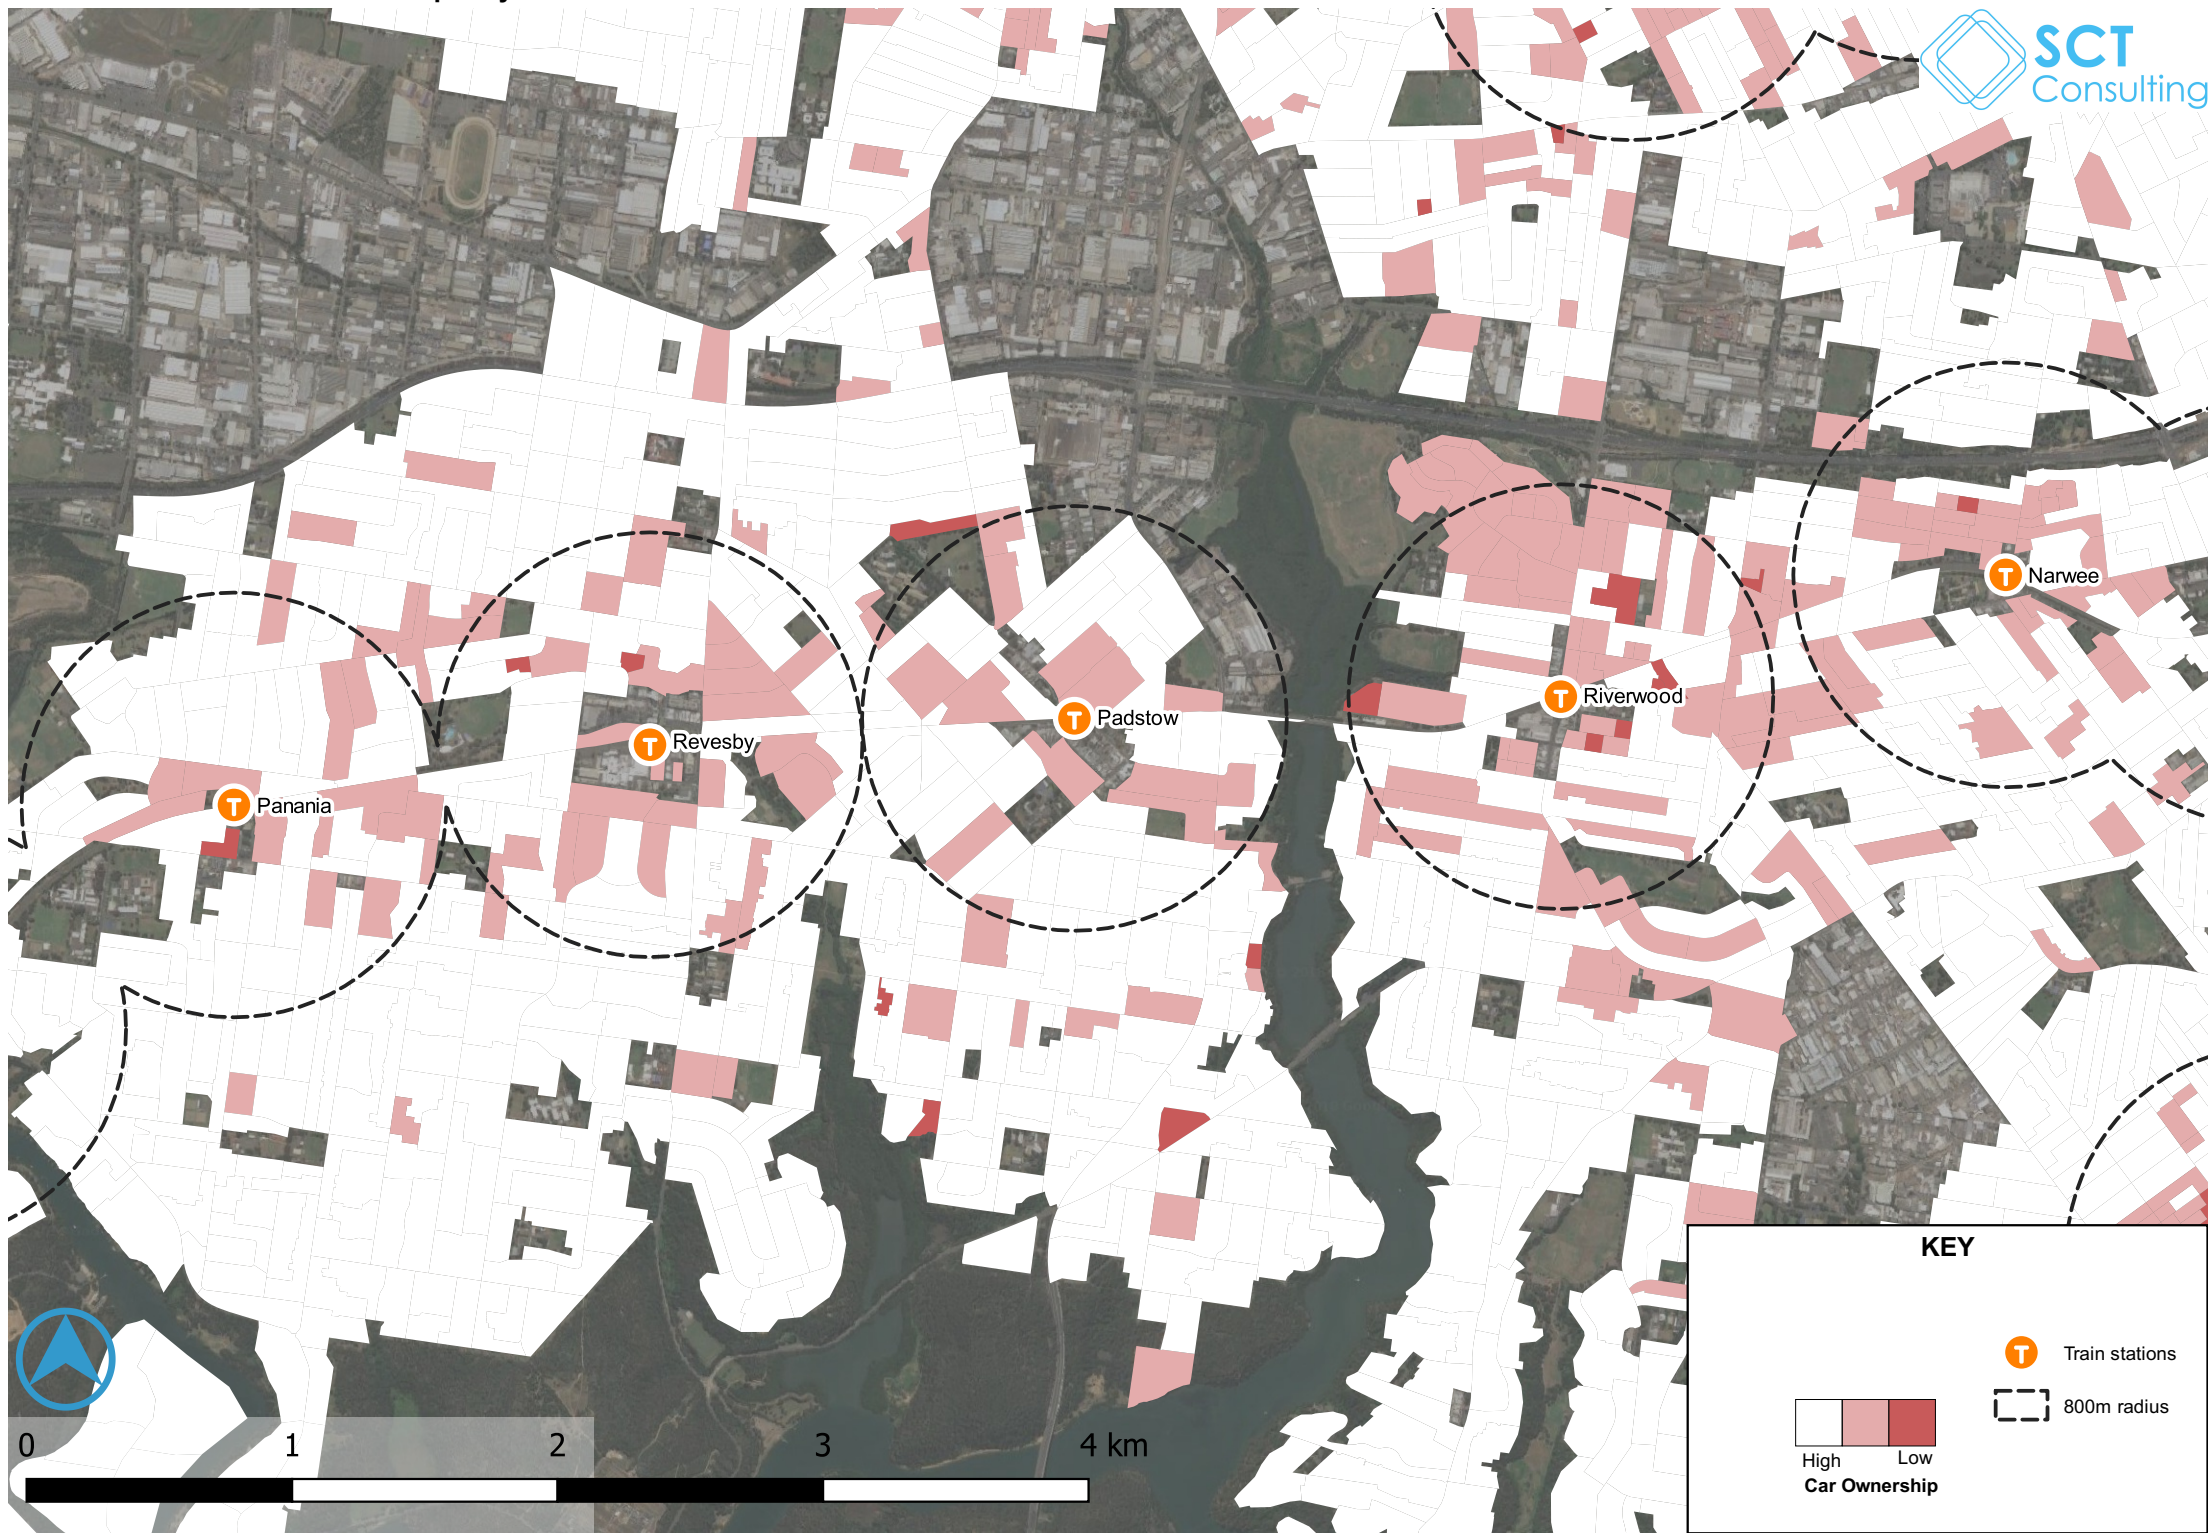 SCT
Consulting
Narwee
Riverwood
Padstow
Revesby
Panania
KEY
Train stations
800m radius
High Low
Car Ownership
0 1 2 3 4 km